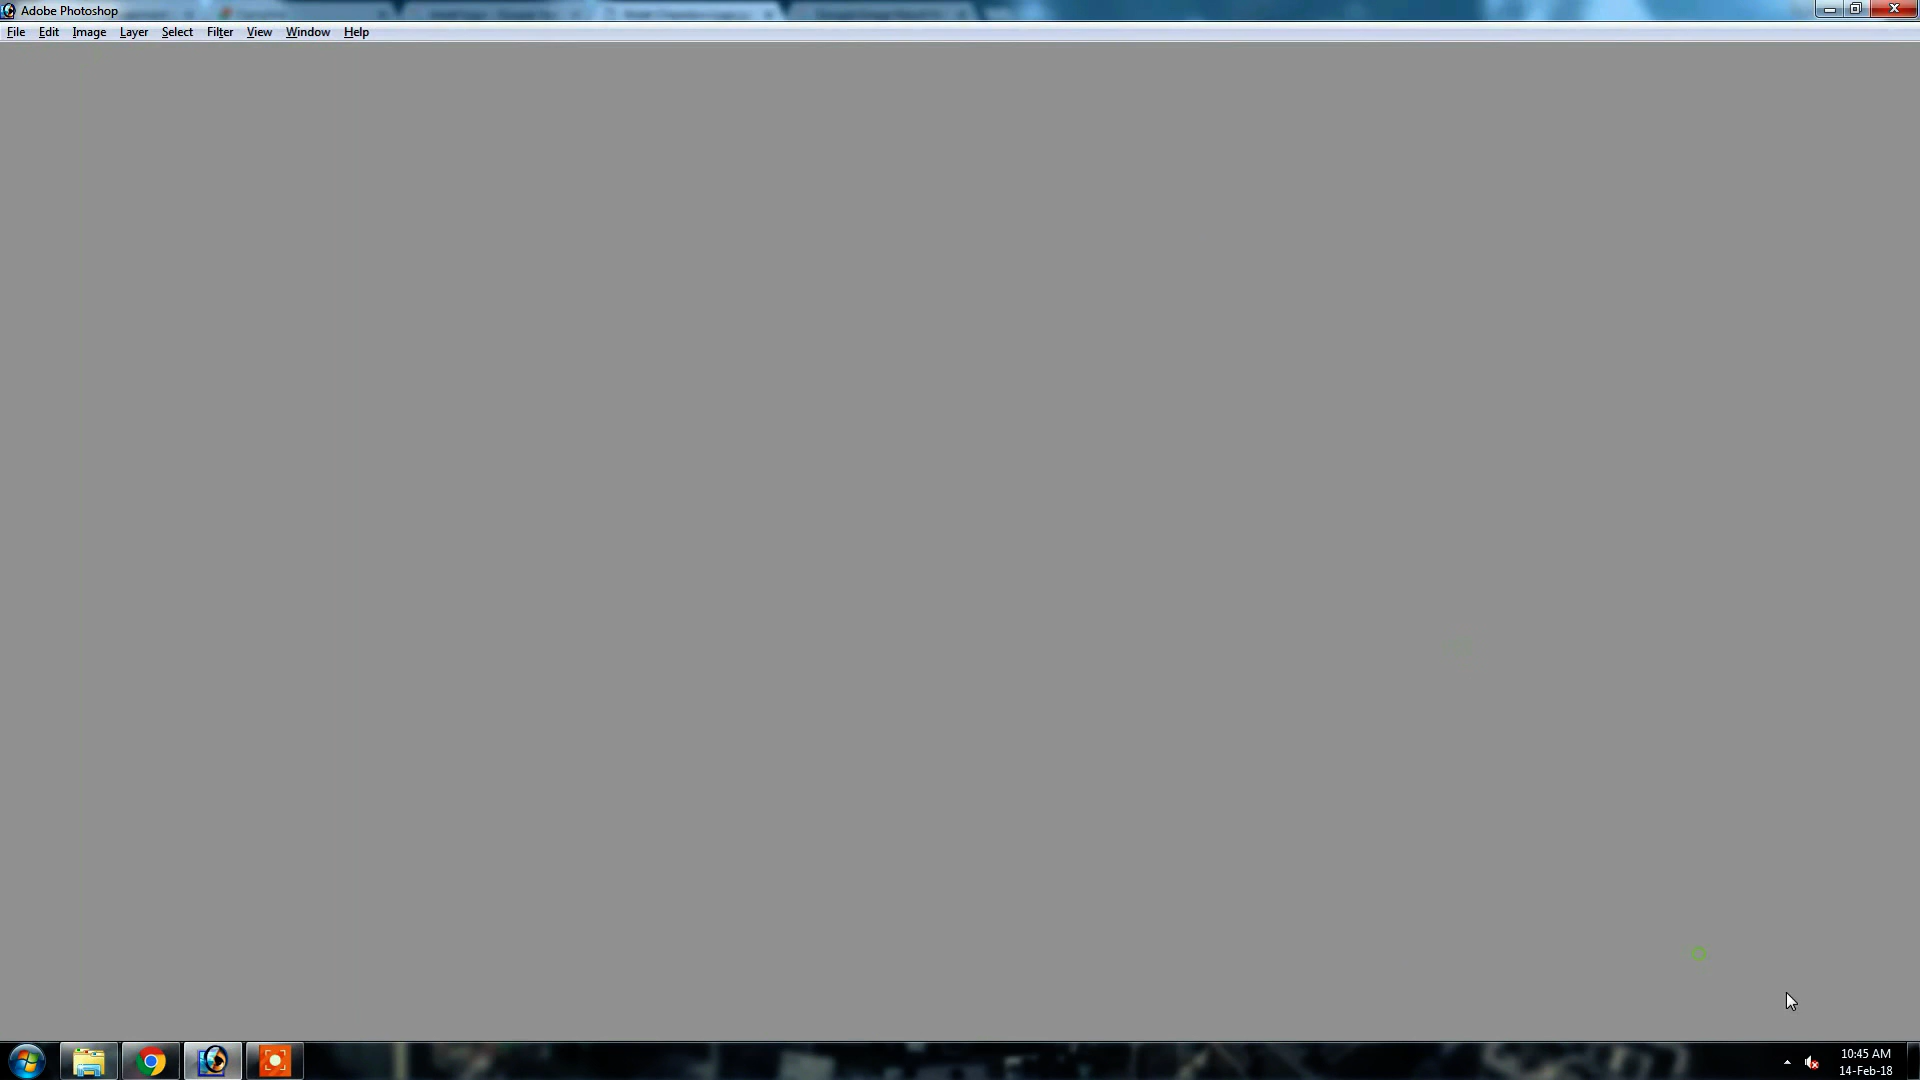 Adobe Photoshop
File Edit Image Layer Select Filter View Window Help
10:45 AM
14-Feb-18